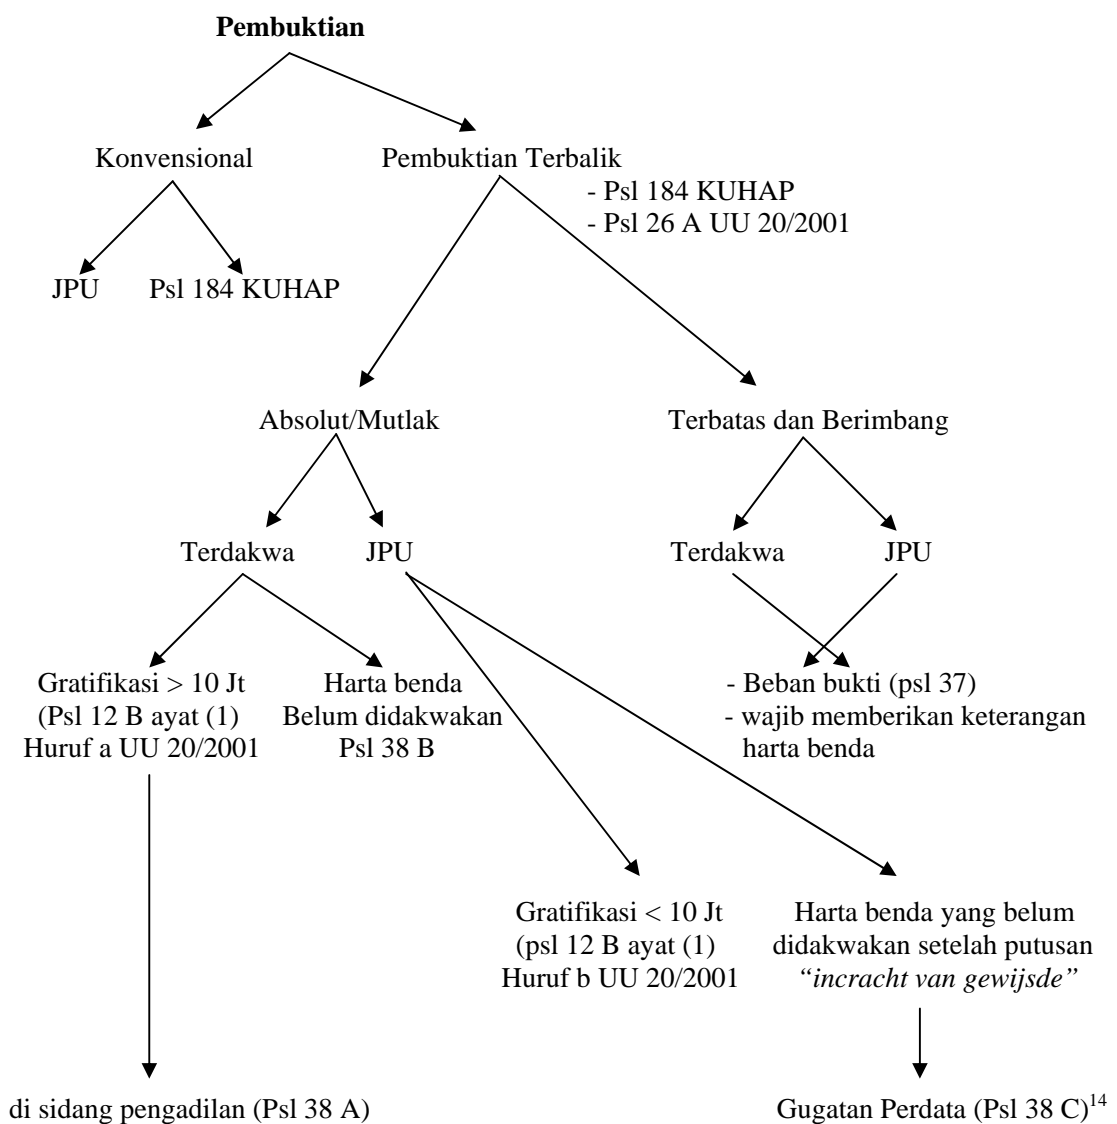 Pembuktian
Konvensional
Pembuktian Terbalik
- Psl 184 KUHAP
- Psl 26 A UU 20/2001
JPU
Psl 184 KUHAP
Absolut/Mutlak
Terbatas dan Berimbang
Terdakwa
JPU
Terdakwa
JPU
Gratifikasi > 10 Jt
(Psl 12 B ayat (1)
Huruf a UU 20/2001
Harta benda
Belum didakwakan
Psl 38 B
- Beban bukti (psl 37)
- wajib memberikan keterangan
harta benda
Gratifikasi < 10 Jt
(psl 12 B ayat (1)
Huruf b UU 20/2001
Harta benda yang belum
didakwakan setelah putusan
“incracht van gewijsde”
di sidang pengadilan (Psl 38 A)
Gugatan Perdata (Psl 38 C)14